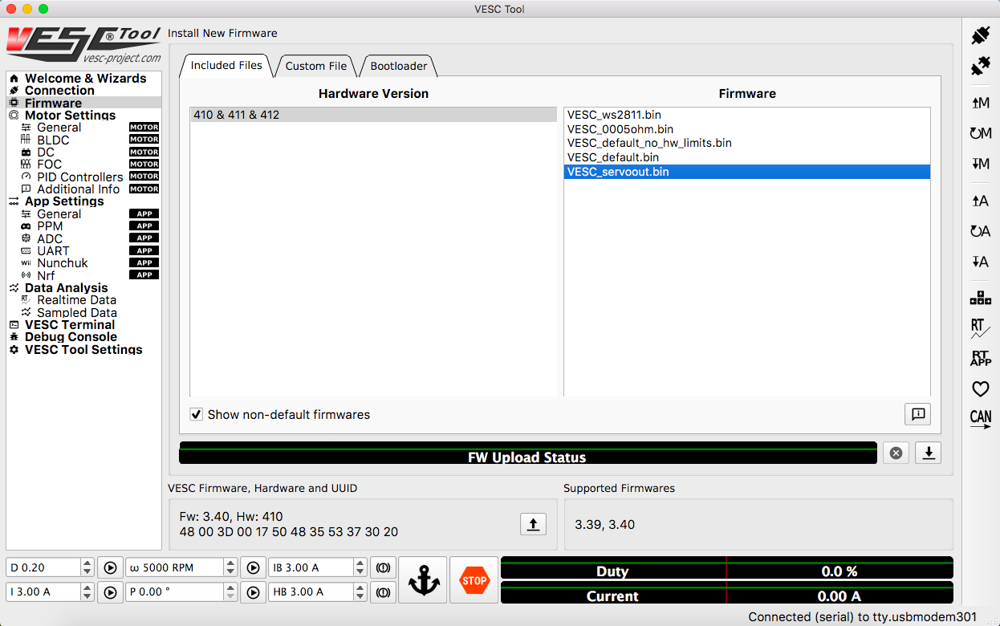 VESC Tool
VESC® Tool
vesc-project.com
Welcome & Wizards
Connection
Firmware
Motor Settings
General MOTOR
BLDC MOTOR
DC MOTOR
FOC MOTOR
PID Controllers MOTOR
Additional Info MOTOR
App Settings
General APP
PPM APP
ADC APP
UART APP
Wii Nunchuk APP
Nrf APP
Data Analysis
RT Realtime Data
Sampled Data
VESC Terminal
Debug Console
VESC Tool Settings
Install New Firmware
Included Files Custom File Bootloader
Hardware Version
410 & 411 & 412
Firmware
VESC_ws2811.bin
VESC_0005ohm.bin
VESC_default_no_hw_limits.bin
VESC_default.bin
VESC_servoout.bin
Show non-default firmwares
FW Upload Status
VESC Firmware, Hardware and UUID
Fw: 3.40, Hw: 410
48 00 3D 00 17 50 48 35 53 37 30 20
Supported Firmwares
3.39, 3.40
M
M
M
A
A
A
RT
RT
APP
CAN
D 0.20 ω 5000 RPM IB 3.00 A
I 3.00 A P 0.00 ° HB 3.00 A
STOP
Duty 0.0 %
Current 0.00 A
Connected (serial) to tty.usbmodem301